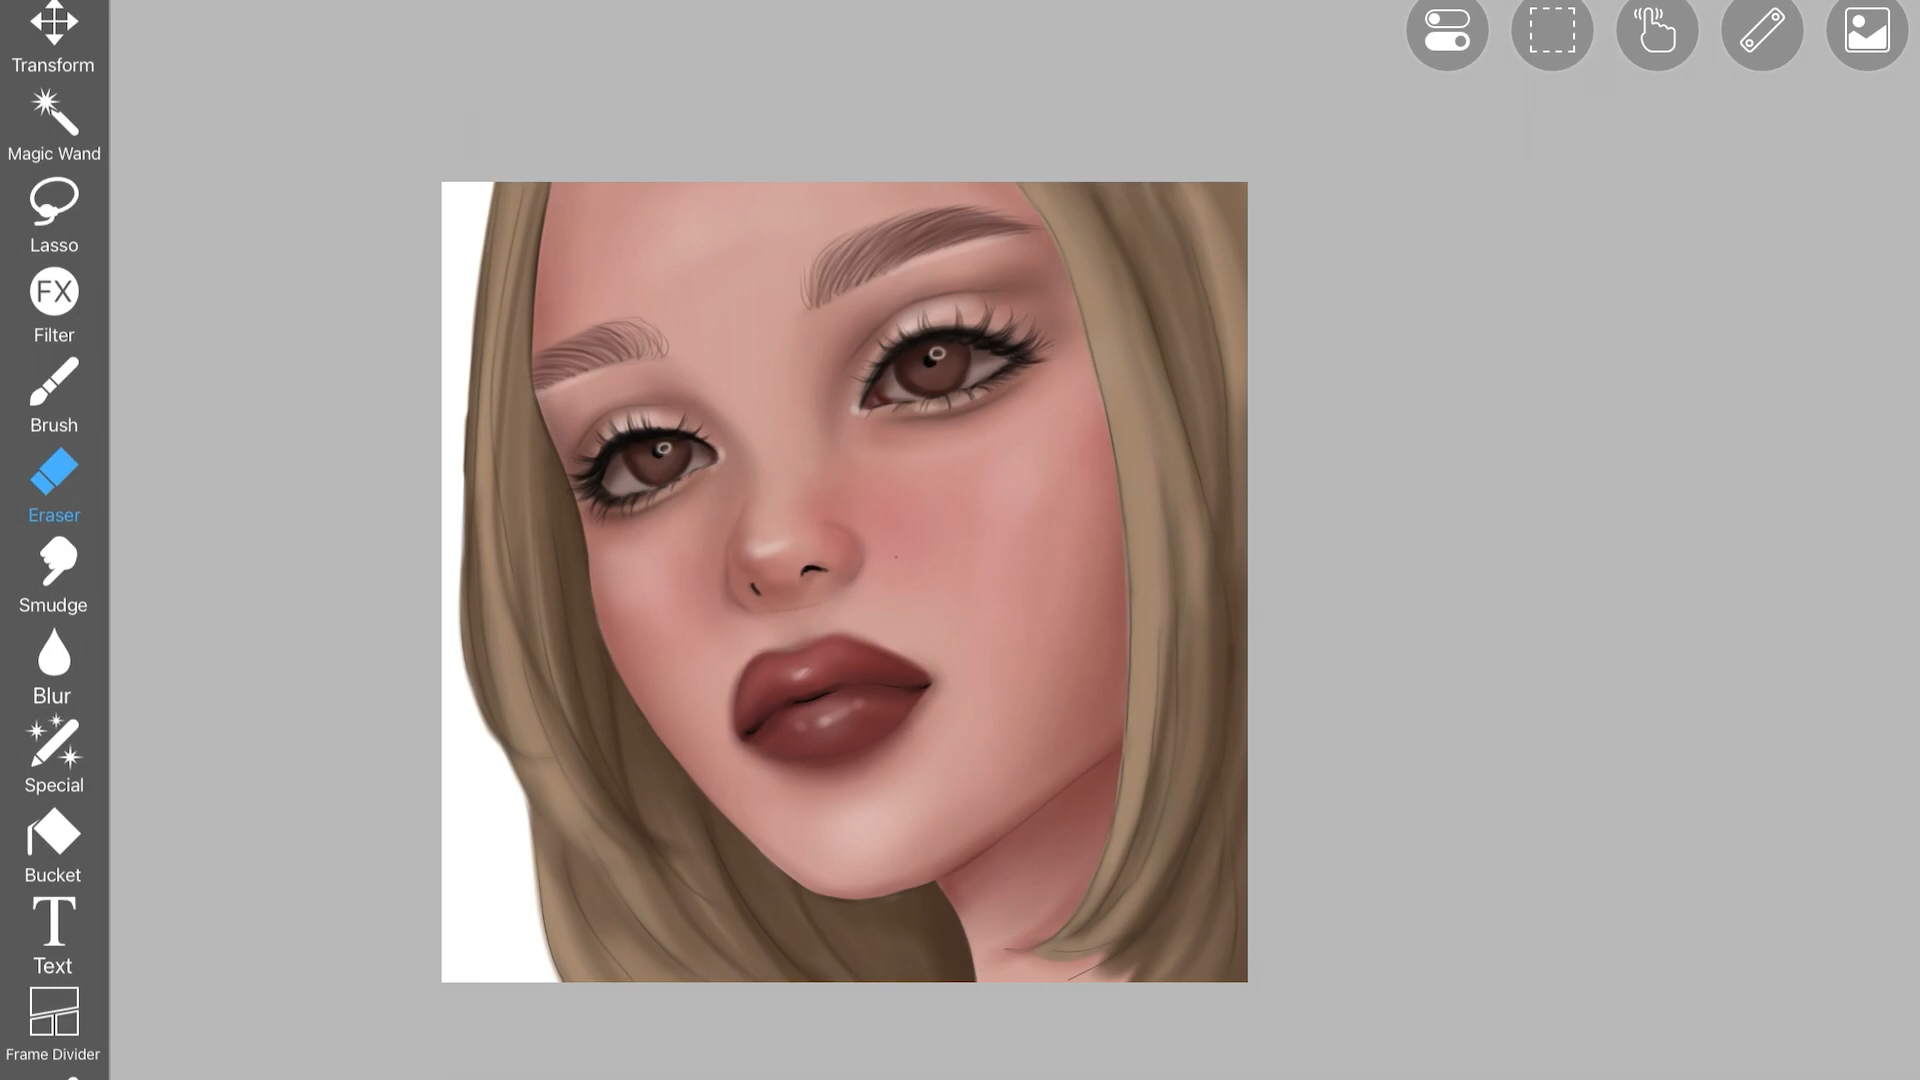 Transform
Magic Wand
Lasso
FX
Filter
Brush
Eraser
Smudge
Blur
Special
Bucket
T
Text
Frame Divider